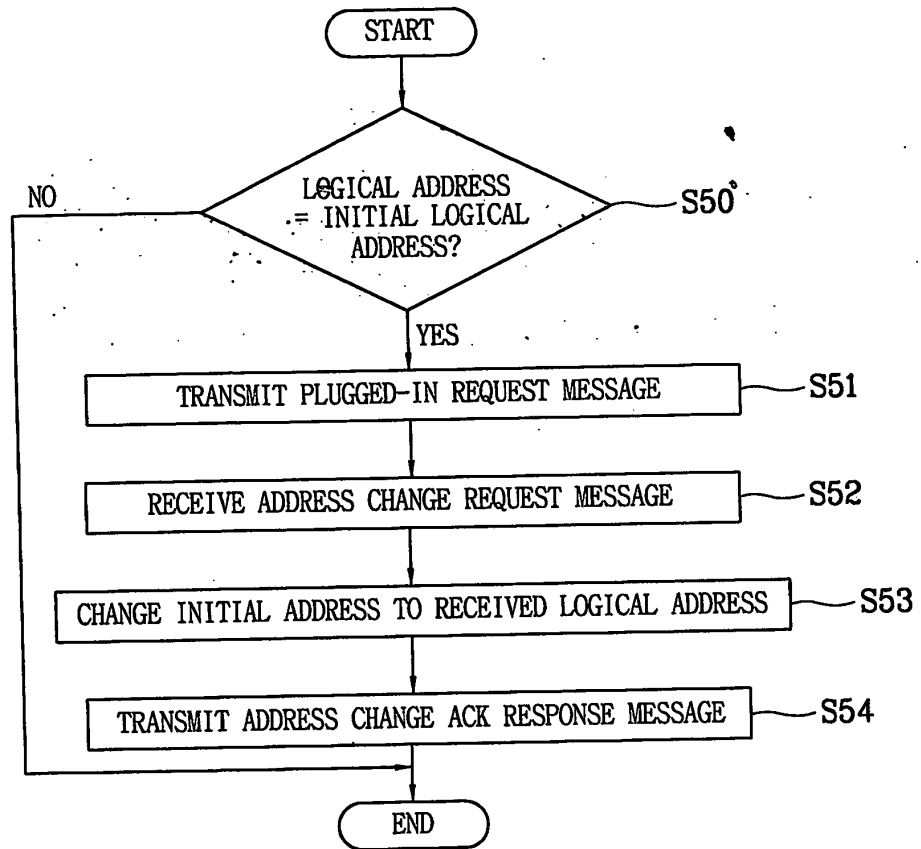 START
NO
LOGICAL ADDRESS
= INITIAL LOGICAL
ADDRESS?
S50
YES
TRANSMIT PLUGGED-IN REQUEST MESSAGE
S51
RECEIVE ADDRESS CHANGE REQUEST MESSAGE
S52
CHANGE INITIAL ADDRESS TO RECEIVED LOGICAL ADDRESS
S53
TRANSMIT ADDRESS CHANGE ACK RESPONSE MESSAGE
S54
END